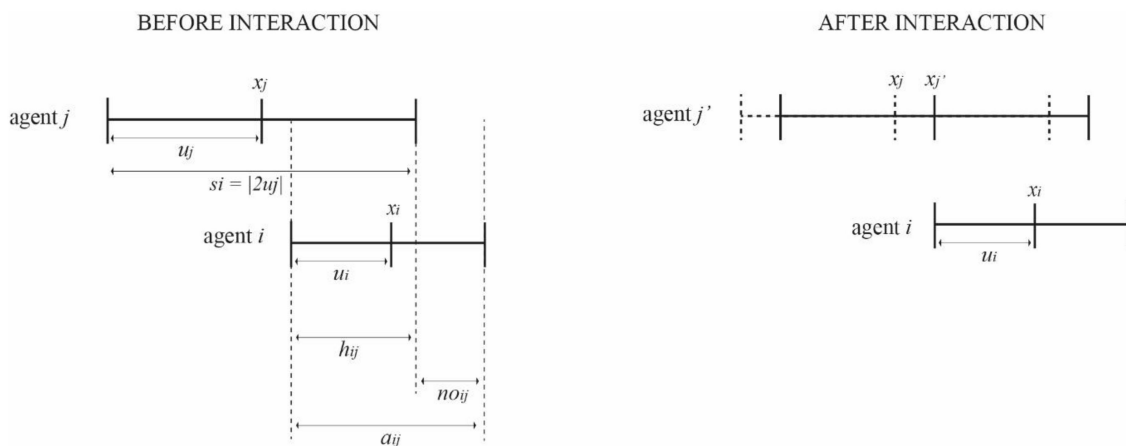 BEFORE INTERACTION
AFTER INTERACTION
xj
agent j
uj
si = |2uj|
xi
agent i
ui
hij
noij
aij
xj xj'
agent j'
xi
agent i
ui